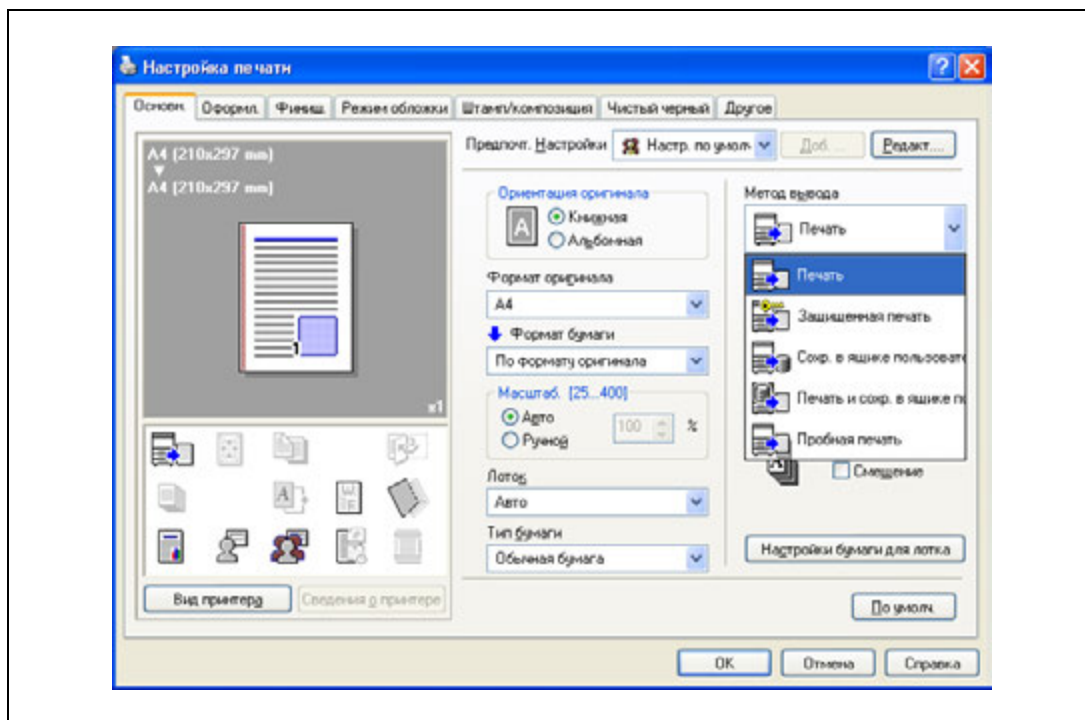 Настройка печати
Основн. Оформл. Финиш. Режим обложки Штамп/композиция Чистый черный Другое
A4 (210x297 mm)
A4 (210x297 mm)
1
x1
Вид принтера Сведения о принтере
Предпочт. Настройки Настр. по умолч Доб. ... Редакт....
Ориентация оригинала
A
Книжная
Альбомная
Формат оригинала
A4
Формат бумаги
По формату оригинала
Масштаб. [25...400]
Авто
Ручной
100 %
Лоток
Авто
Тип бумаги
Обычная бумага
Метод вывода
Печать
Печать
Защишенная печать
Сохр. в ящике пользовате
Печать и сохр. в ящике п
Пробная печать
Смещение
Настройки бумаги для лотка
По умолч.
OK Отмена Справка